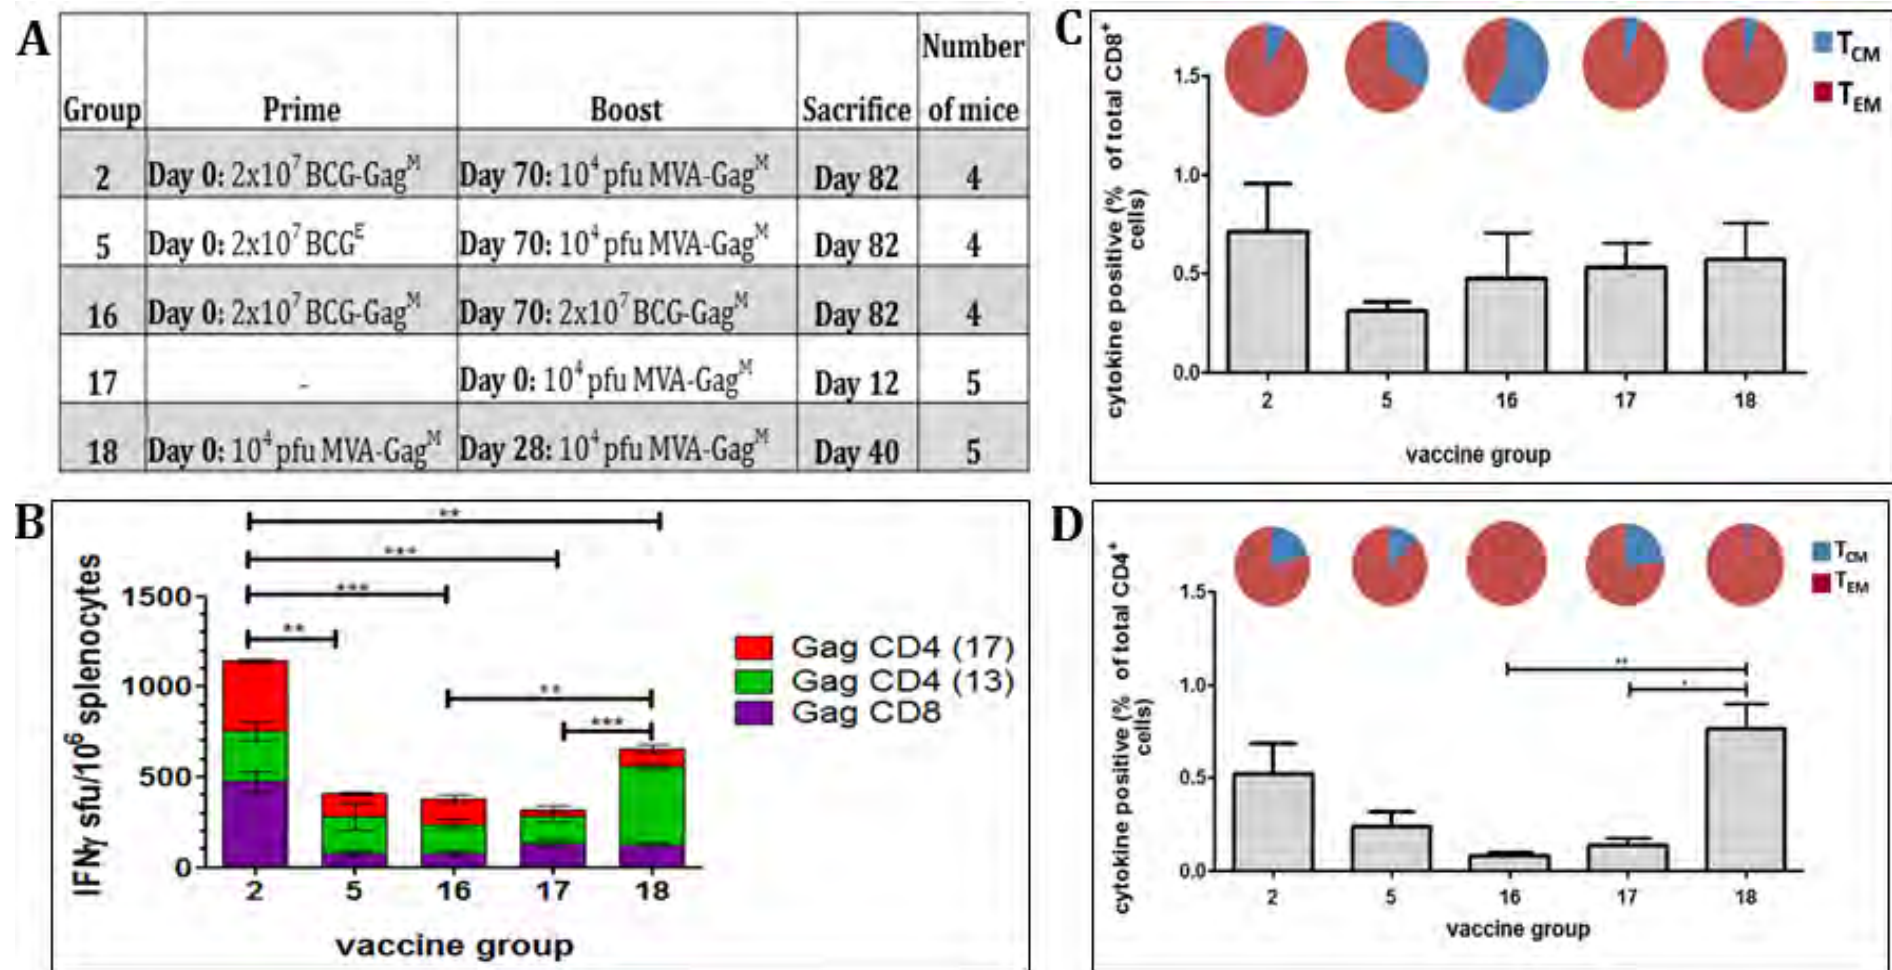 A
Group Prime Boost Sacrifice Number of mice
2 Day 0: 2x10⁷ BCG-Gagᴹ Day 70: 10⁴ pfu MVA-Gagᴹ Day 82 4
5 Day 0: 2x10⁷ BCGᴱ Day 70: 10⁴ pfu MVA-Gagᴹ Day 82 4
16 Day 0: 2x10⁷ BCG-Gagᴹ Day 70: 2x10⁷ BCG-Gagᴹ Day 82 4
17 - Day 0: 10⁴ pfu MVA-Gagᴹ Day 12 5
18 Day 0: 10⁴ pfu MVA-Gagᴹ Day 28: 10⁴ pfu MVA-Gagᴹ Day 40 5
B
**
***
***
**
**
***
IFNγ sfu/10⁶ splenocytes
1500
1000
500
0
2 5 16 17 18
vaccine group
Gag CD4 (17)
Gag CD4 (13)
Gag CD8
C
cytokine positive (% of total CD8⁺
cells)
1.5
1.0
0.5
0.0
2 5 16 17 18
vaccine group
TCM
TEM
D
cytokine positive (% of total CD4⁺
cells)
1.5
1.0
0.5
0.0
**
*
2 5 16 17 18
vaccine group
TCM
TEM